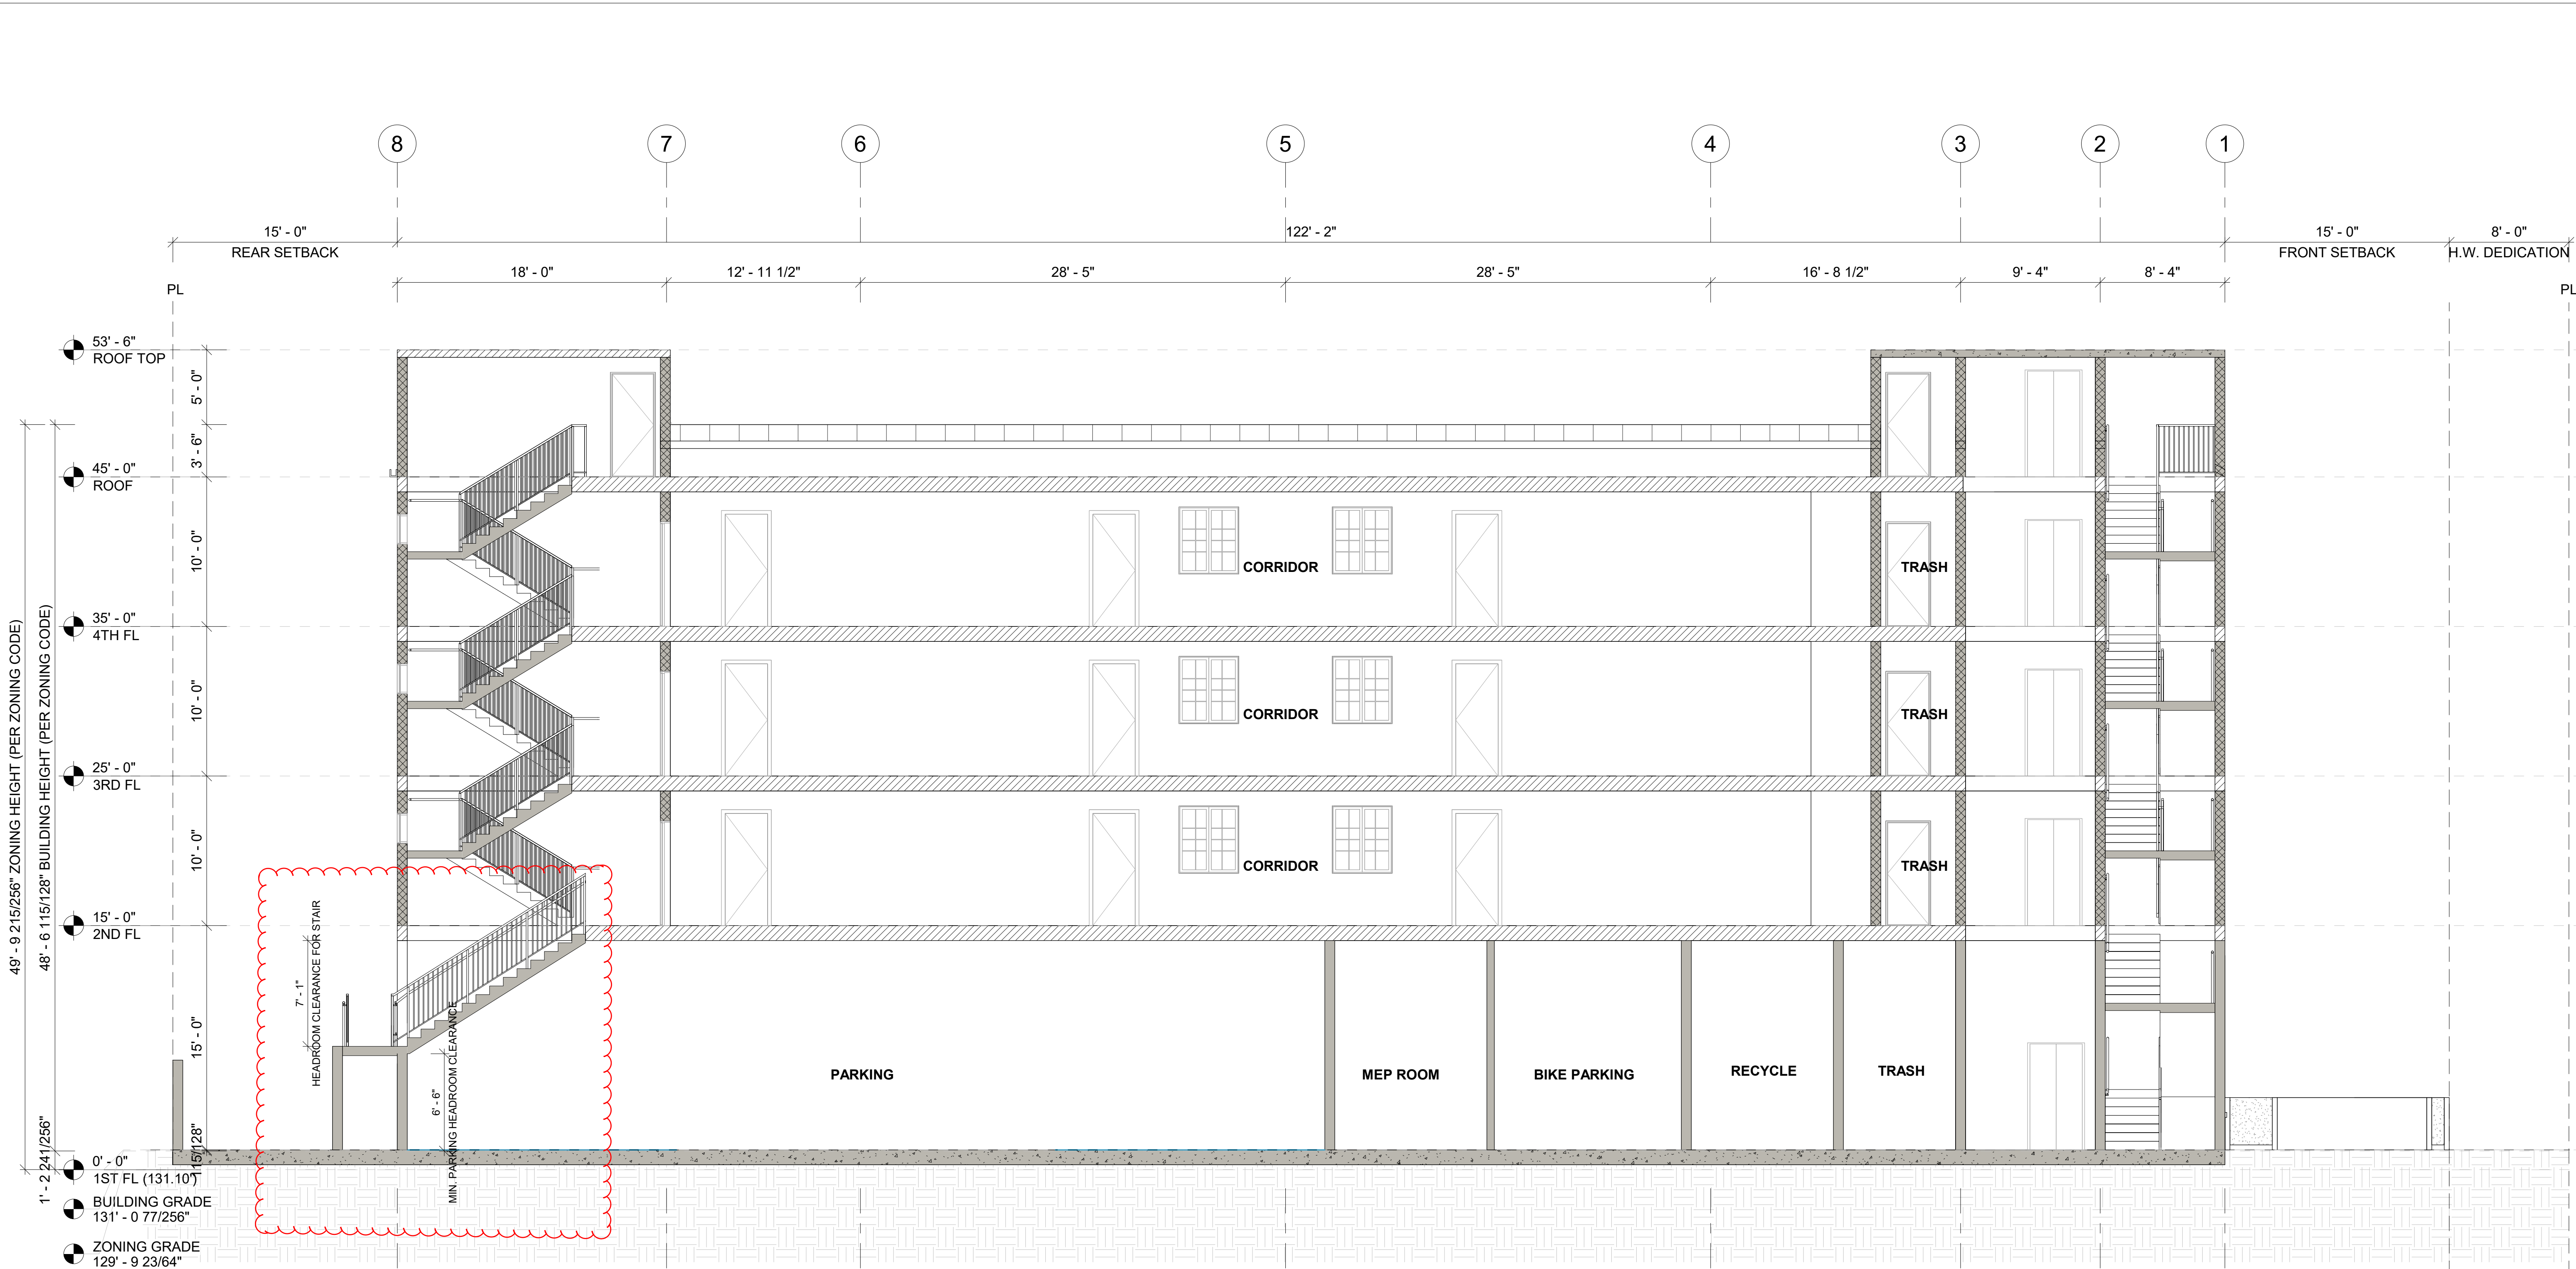 8
7
6
5
4
3
2
1
15' - 0"
122' - 2"
15' - 0"
8' - 0"
REAR SETBACK
FRONT SETBACK
H.W. DEDICATION
18' - 0"
12' - 11 1/2"
28' - 5"
28' - 5"
16' - 8 1/2"
9' - 4"
8' - 4"
PL
PL
53' - 6"
ROOF TOP
5' - 0"
3' - 6"
45' - 0"
ROOF
10' - 0"
CORRIDOR
TRASH
35' - 0"
4TH FL
10' - 0"
CORRIDOR
TRASH
25' - 0"
3RD FL
10' - 0"
CORRIDOR
TRASH
15' - 0"
2ND FL
49' - 9 215/256" ZONING HEIGHT (PER ZONING CODE)
48' - 6 115/128" BUILDING HEIGHT (PER ZONING CODE)
7' - 1"
HEADROOM CLEARANCE FOR STAIR
15' - 0"
6' - 6"
MIN. PARKING HEADROOM CLEARANCE
PARKING
MEP ROOM
BIKE PARKING
RECYCLE
TRASH
1' - 2 241/256"
115/128"
0' - 0"
1ST FL (131.10')
BUILDING GRADE
131' - 0 77/256"
ZONING GRADE
129' - 9 23/64"